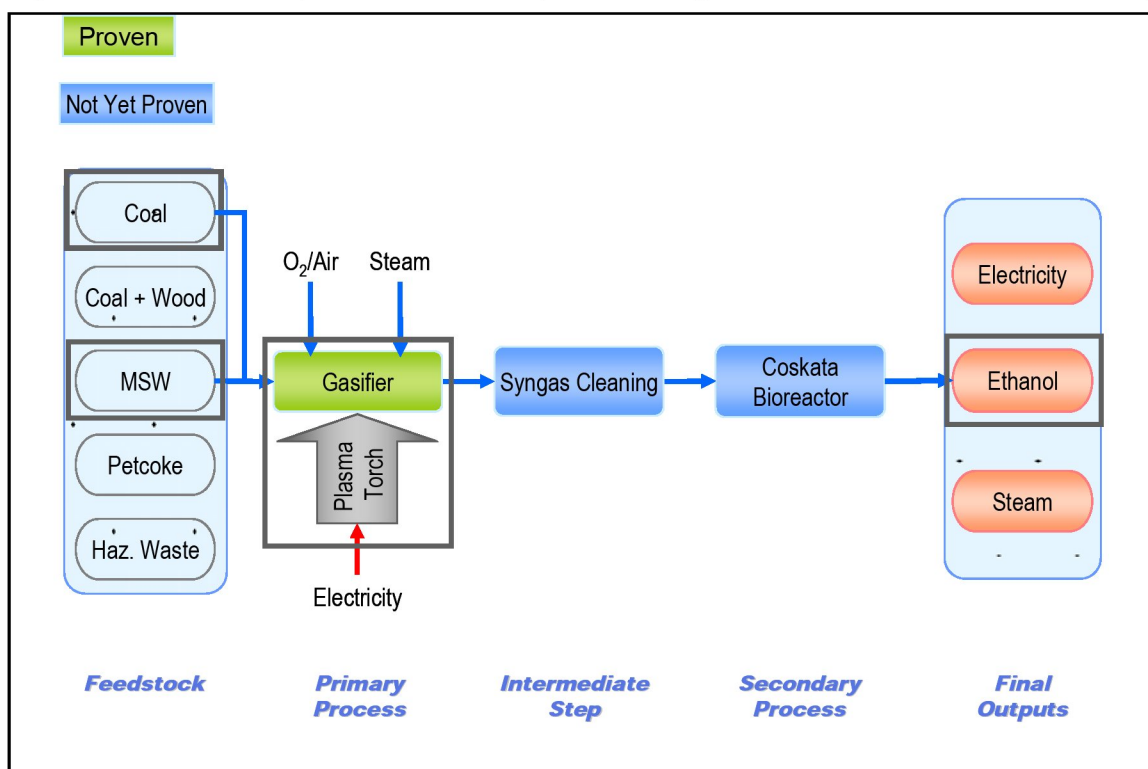 Proven
Not Yet Proven
Coal
Coal + Wood
MSW
Petcoke
Haz. Waste
O₂/Air
Steam
Gasifier
Plasma
Torch
Electricity
Syngas Cleaning
Coskata
Bioreactor
Electricity
Ethanol
Steam
Feedstock
Primary
Process
Intermediate
Step
Secondary
Process
Final
Outputs